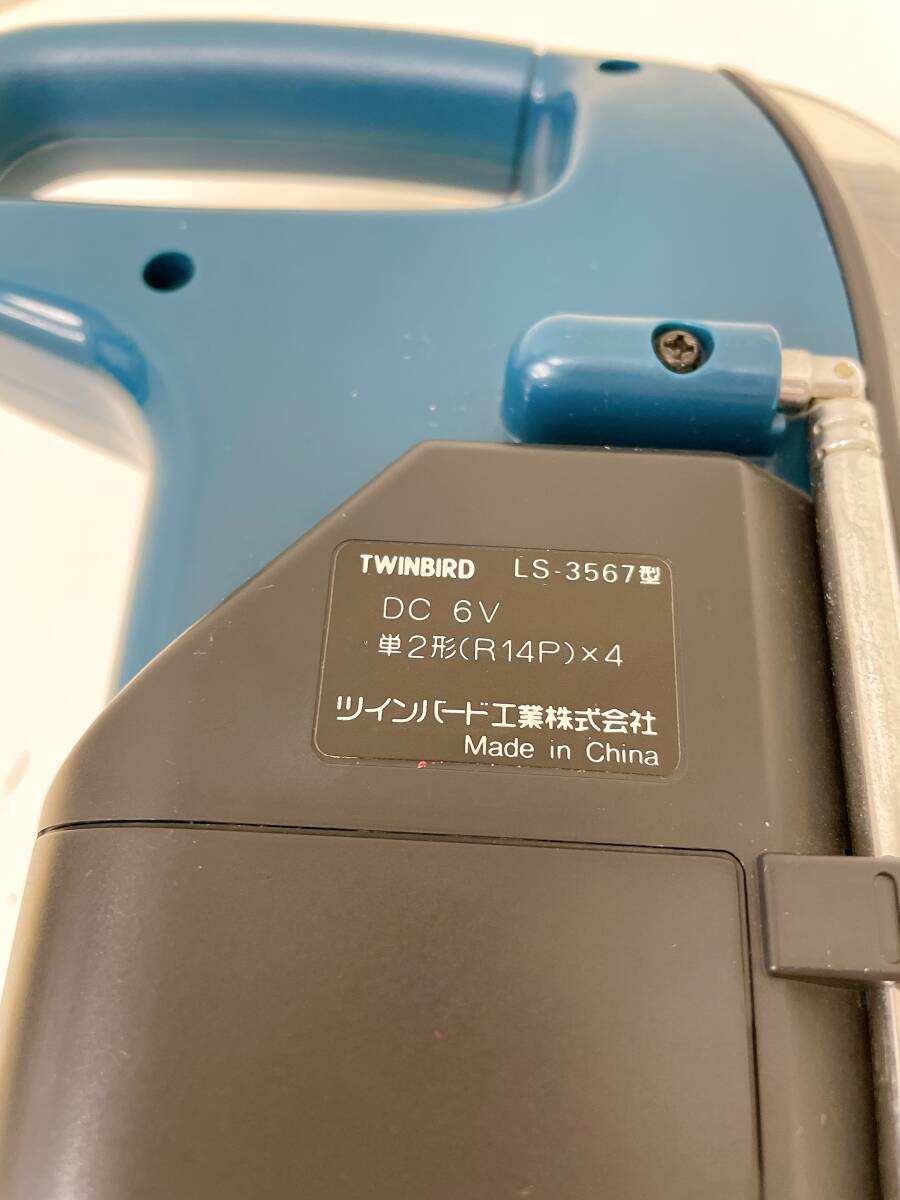 TWINBIRD LS-3567型
DC 6V
単2形(R14P)×4
ツインバード工業株式会社
Made in China